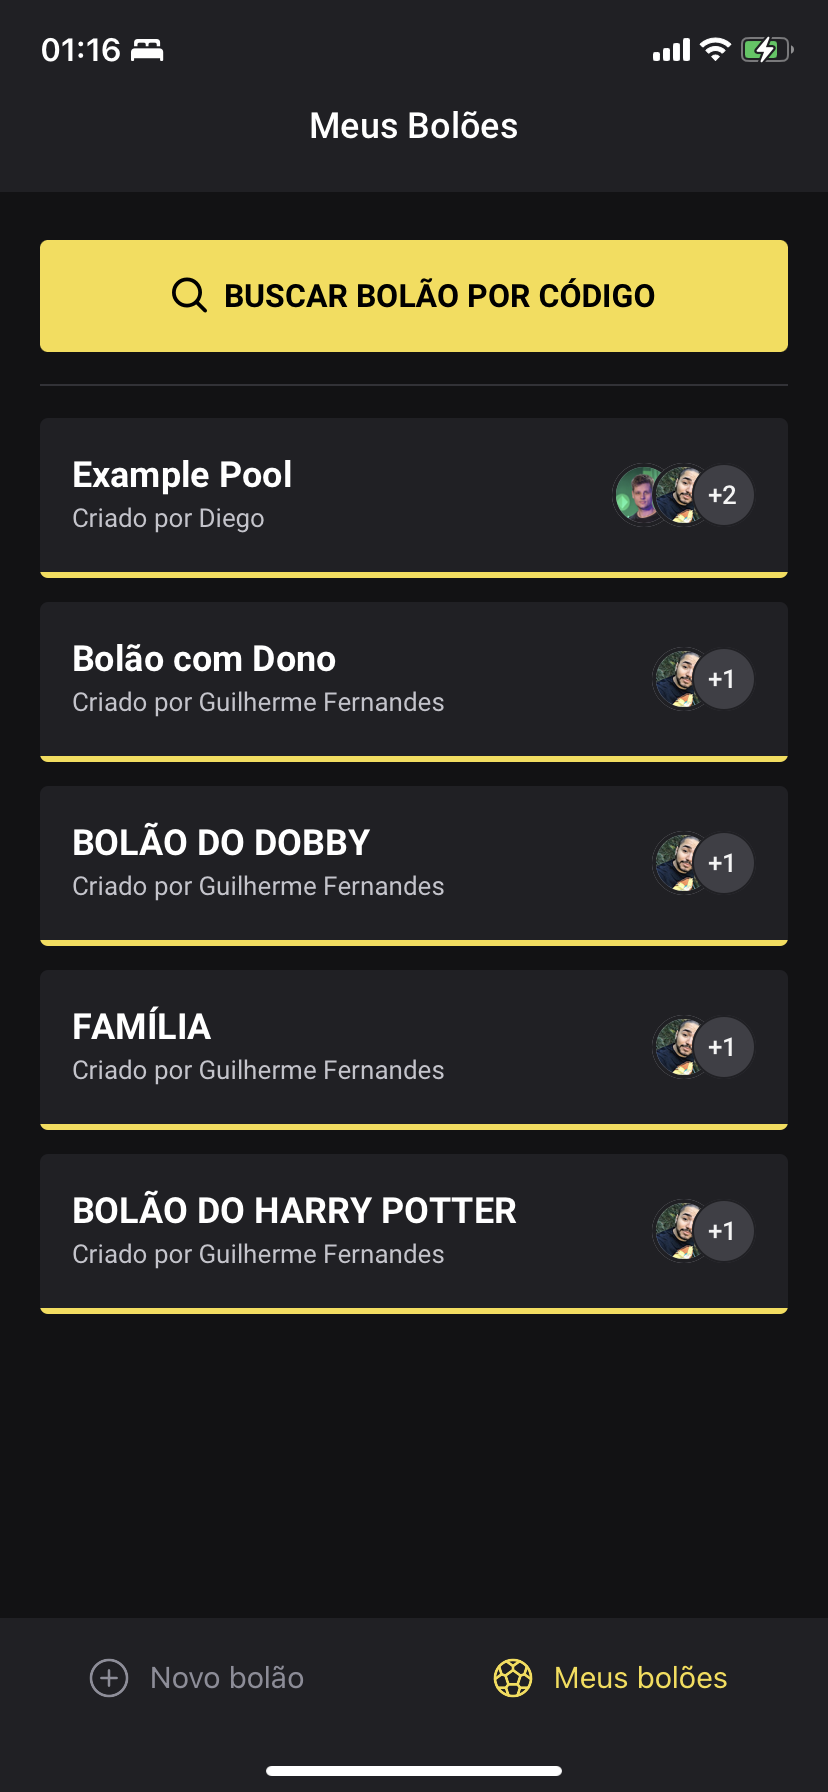 01:16
Meus Bolões
BUSCAR BOLÃO POR CÓDIGO
Example Pool
Criado por Diego
+2
Bolão com Dono
Criado por Guilherme Fernandes
+1
BOLÃO DO DOBBY
Criado por Guilherme Fernandes
+1
FAMÍLIA
Criado por Guilherme Fernandes
+1
BOLÃO DO HARRY POTTER
Criado por Guilherme Fernandes
+1
Novo bolão
Meus bolões